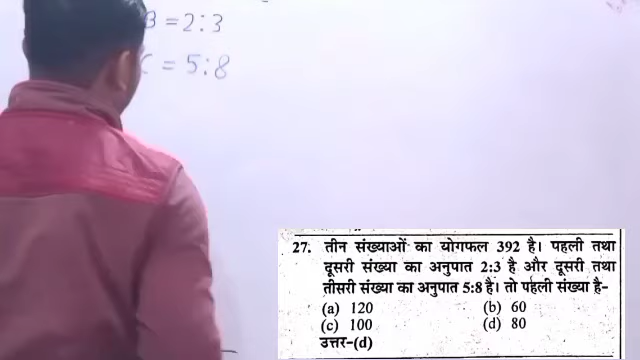 B = 2:3
C = 5:8
27. तीन संख्याओं का योगफल 392 है। पहली तथा
दूसरी संख्या का अनुपात 2:3 है और दूसरी तथा
तीसरी संख्या का अनुपात 5:8 है। तो पहली संख्या है-
(a) 120 (b) 60
(c) 100 (d) 80
उत्तर-(d)